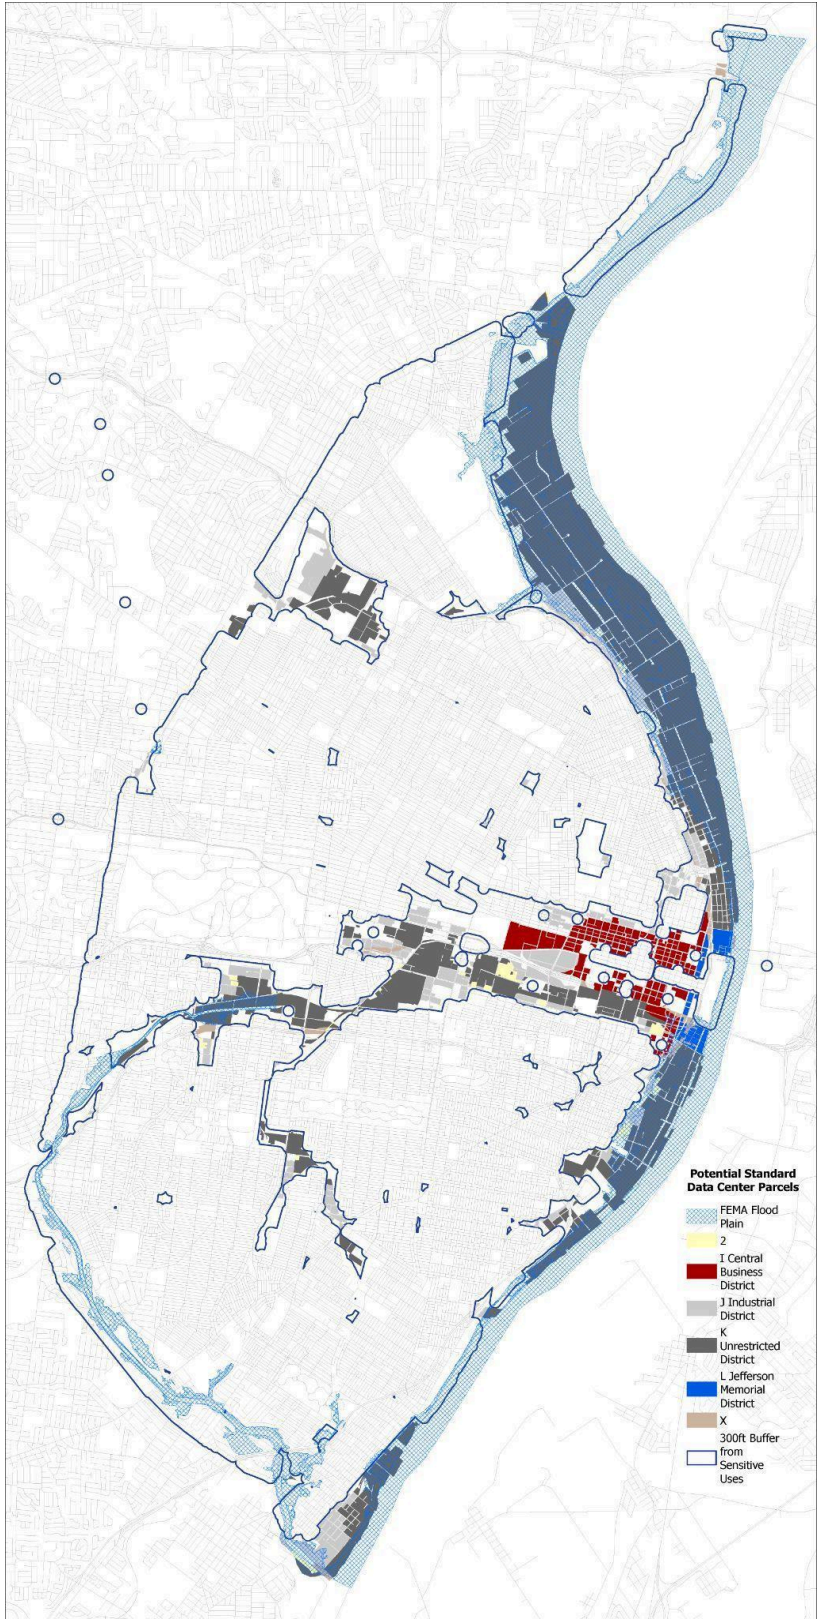 Potential Standard
Data Center Parcels
FEMA Flood
Plain
2
I Central
Business
District
J Industrial
District
K
Unrestricted
District
L Jefferson
Memorial
District
X
300ft Buffer
from
Sensitive
Uses